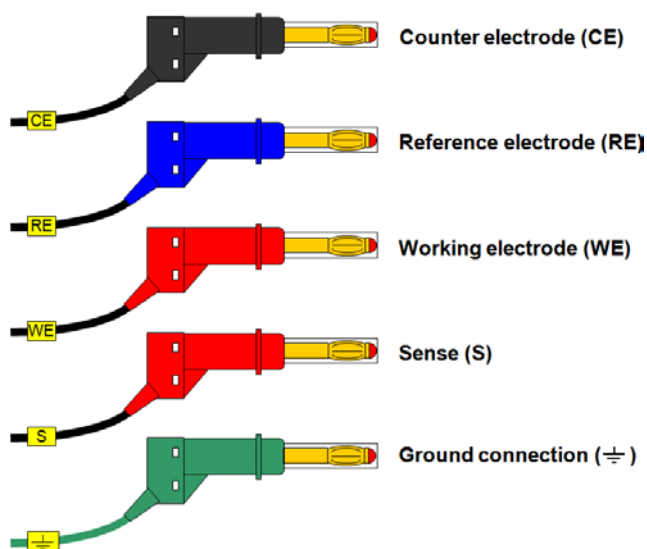 Counter electrode (CE)
CE
Reference electrode (RE)
RE
Working electrode (WE)
WE
Sense (S)
S
Ground connection (⏚)
⏚